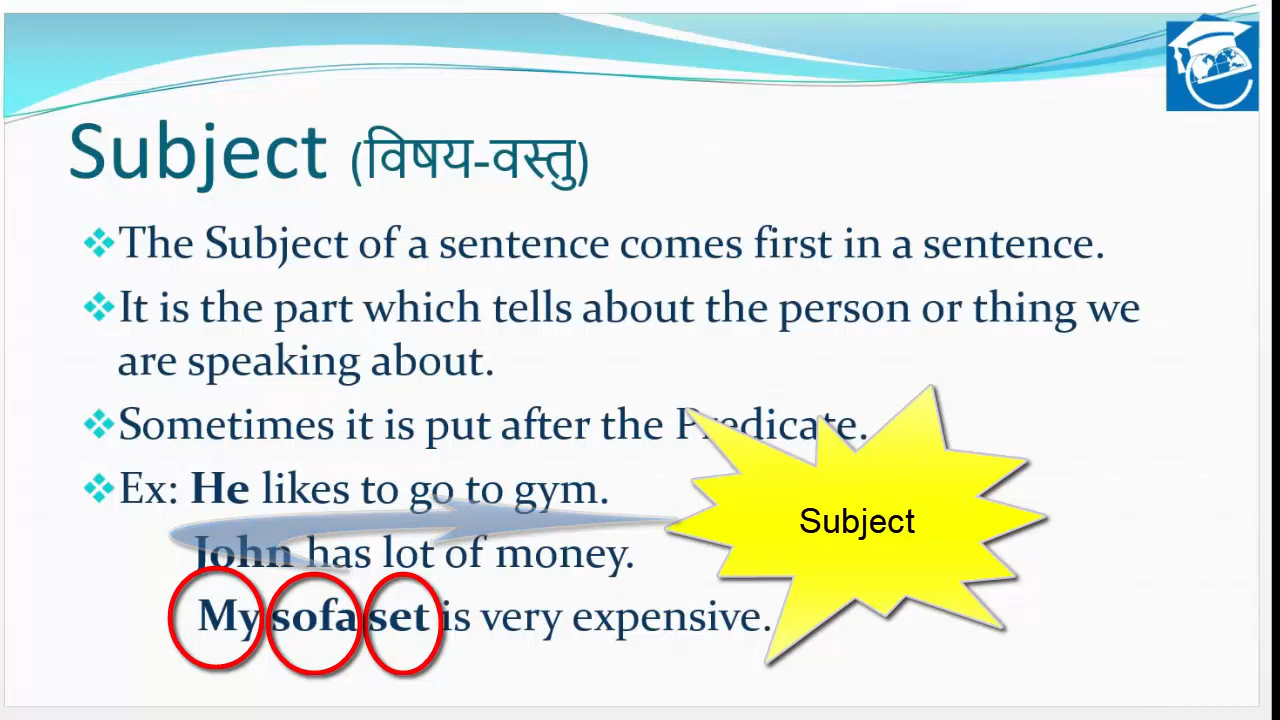 Subject (विषय-वस्तु)
The Subject of a sentence comes first in a sentence.
It is the part which tells about the person or thing we
are speaking about.
Sometimes it is put after the Predicate.
Ex: He likes to go to gym.
John has lot of money.
My sofa set is very expensive.
Subject